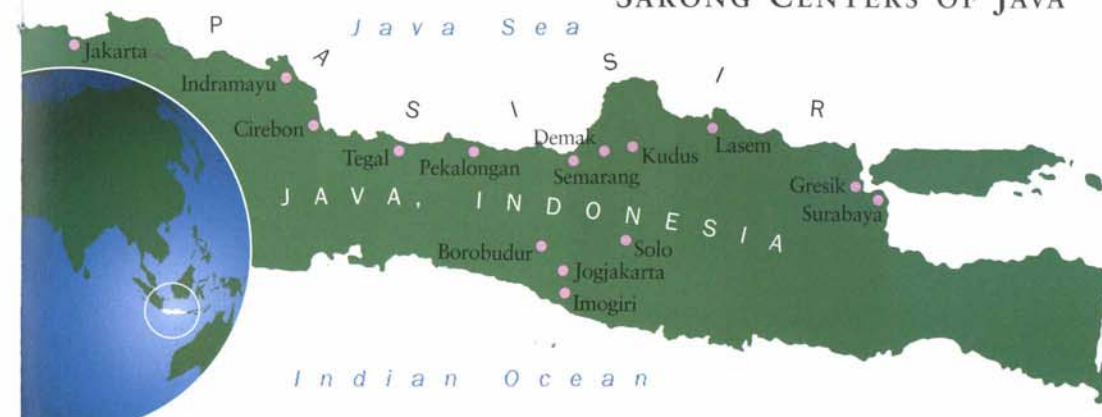 SARONG CENTERS OF JAVA
Java Sea
PASISIR
Jakarta
Indramayu
Cirebon
Tegal
Pekalongan
Demak
Semarang
Kudus
Lasem
Gresik
Surabaya
JAVA, INDONESIA
Borobudur
Solo
Jogjakarta
Imogiri
Indian Ocean